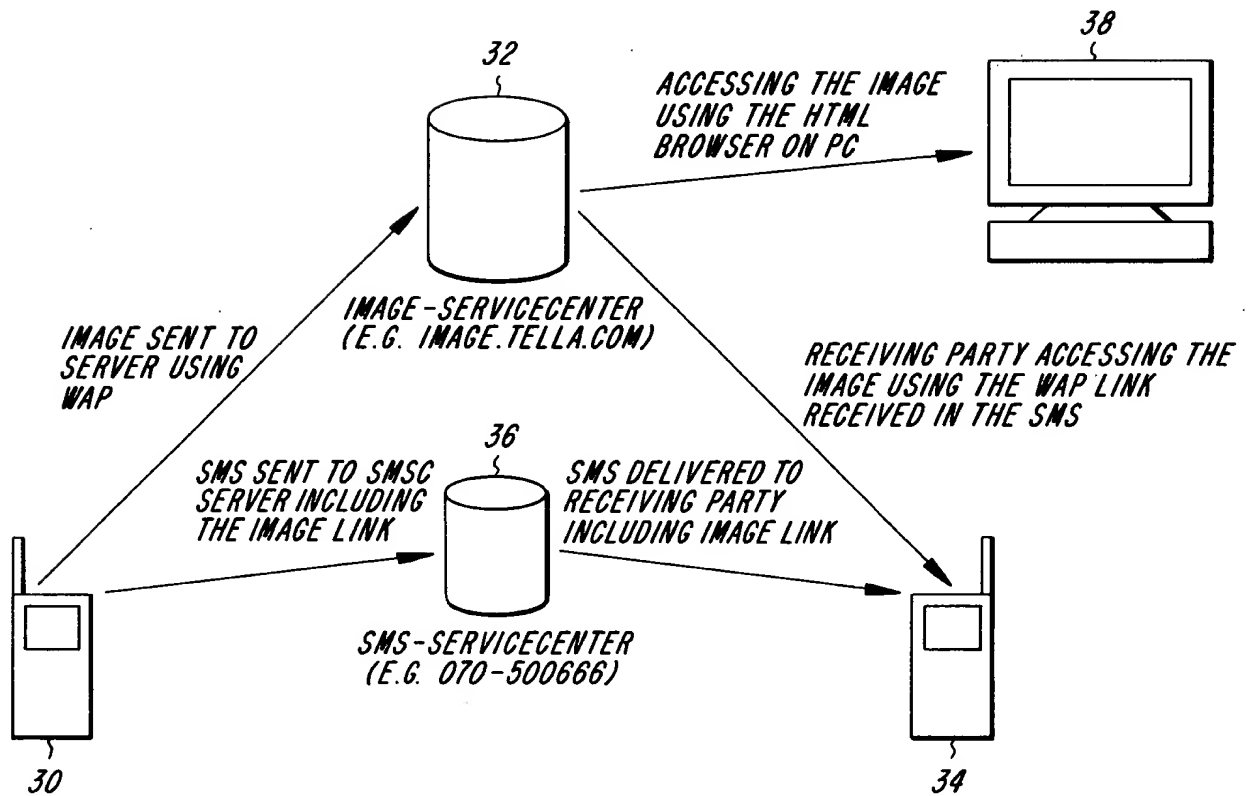 32
38
ACCESSING THE IMAGE
USING THE HTML
BROWSER ON PC
IMAGE-SERVICECENTER
(E.G. IMAGE.TELLA.COM)
IMAGE SENT TO
SERVER USING
WAP
RECEIVING PARTY ACCESSING THE
IMAGE USING THE WAP LINK
RECEIVED IN THE SMS
36
SMS SENT TO SMSC
SERVER INCLUDING
THE IMAGE LINK
SMS DELIVERED TO
RECEIVING PARTY
INCLUDING IMAGE LINK
SMS-SERVICECENTER
(E.G. 070-500666)
30
34